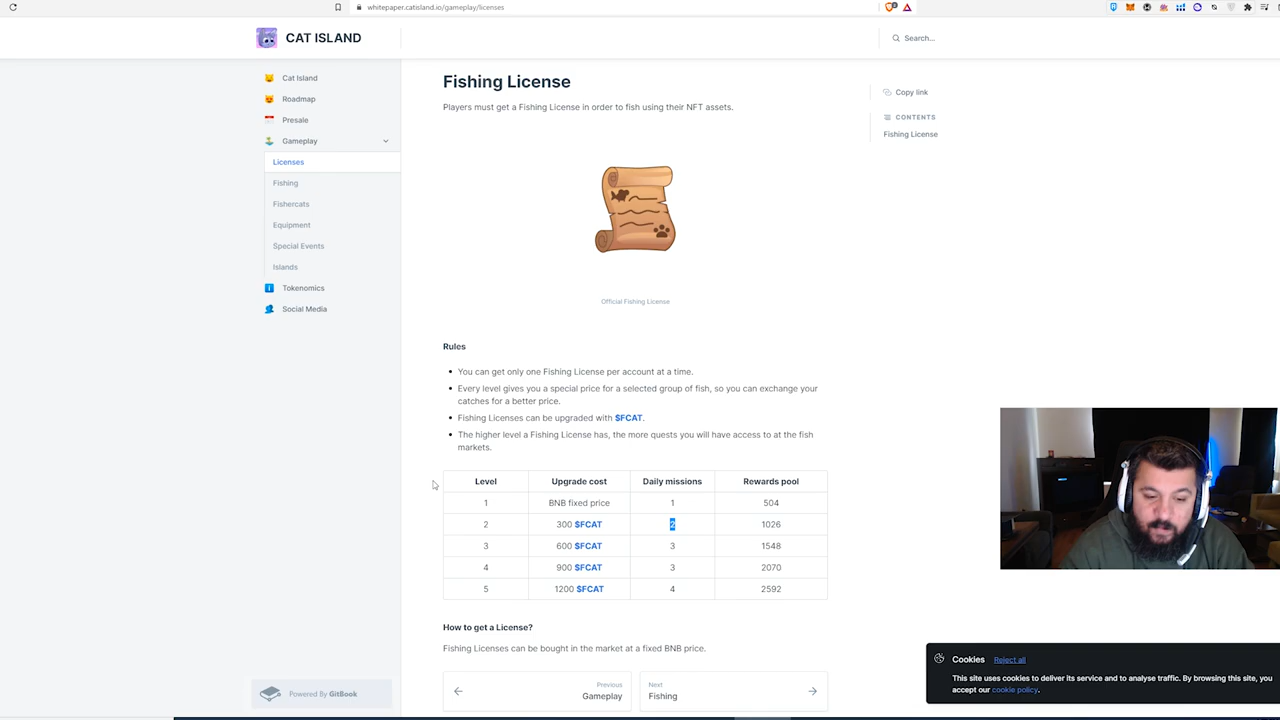 whitepaper.catisland.io/gameplay/licenses
CAT ISLAND
Search...
Cat Island
Roadmap
Presale
Gameplay
Licenses
Fishing
Fishercats
Equipment
Special Events
Islands
Tokenomics
Social Media
Powered By GitBook
Fishing License
Players must get a Fishing License in order to fish using their NFT assets.
Official Fishing License
Rules
You can get only one Fishing License per account at a time.
Every level gives you a special price for a selected group of fish, so you can exchange your
catches for a better price.
Fishing Licenses can be upgraded with $FCAT.
The higher level a Fishing License has, the more quests you will have access to at the fish
markets.
Level Upgrade cost Daily missions Rewards pool
1 BNB fixed price 1 504
2 300 $FCAT 2 1026
3 600 $FCAT 3 1548
4 900 $FCAT 3 2070
5 1200 $FCAT 4 2592
How to get a License?
Fishing Licenses can be bought in the market at a fixed BNB price.
Previous
Gameplay
Next
Fishing
Copy link
CONTENTS
Fishing License
Cookies Reject all
This site uses cookies to deliver its service and to analyse traffic. By browsing this site, you
accept our cookie policy.